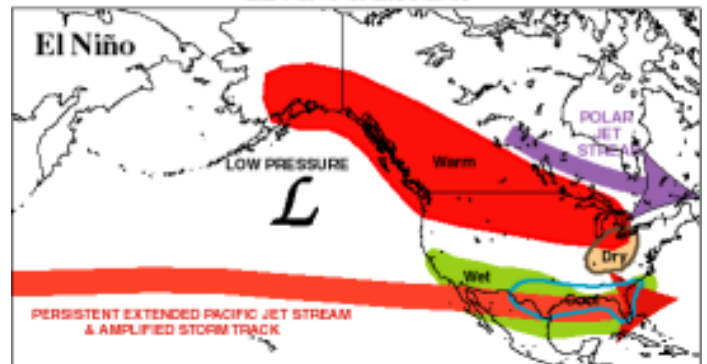 El Niño
POLAR
JET
STREAM
LOW PRESSURE
Warm
L
Dry
Wet
Cool
PERSISTENT EXTENDED PACIFIC JET STREAM
& AMPLIFIED STORM TRACK